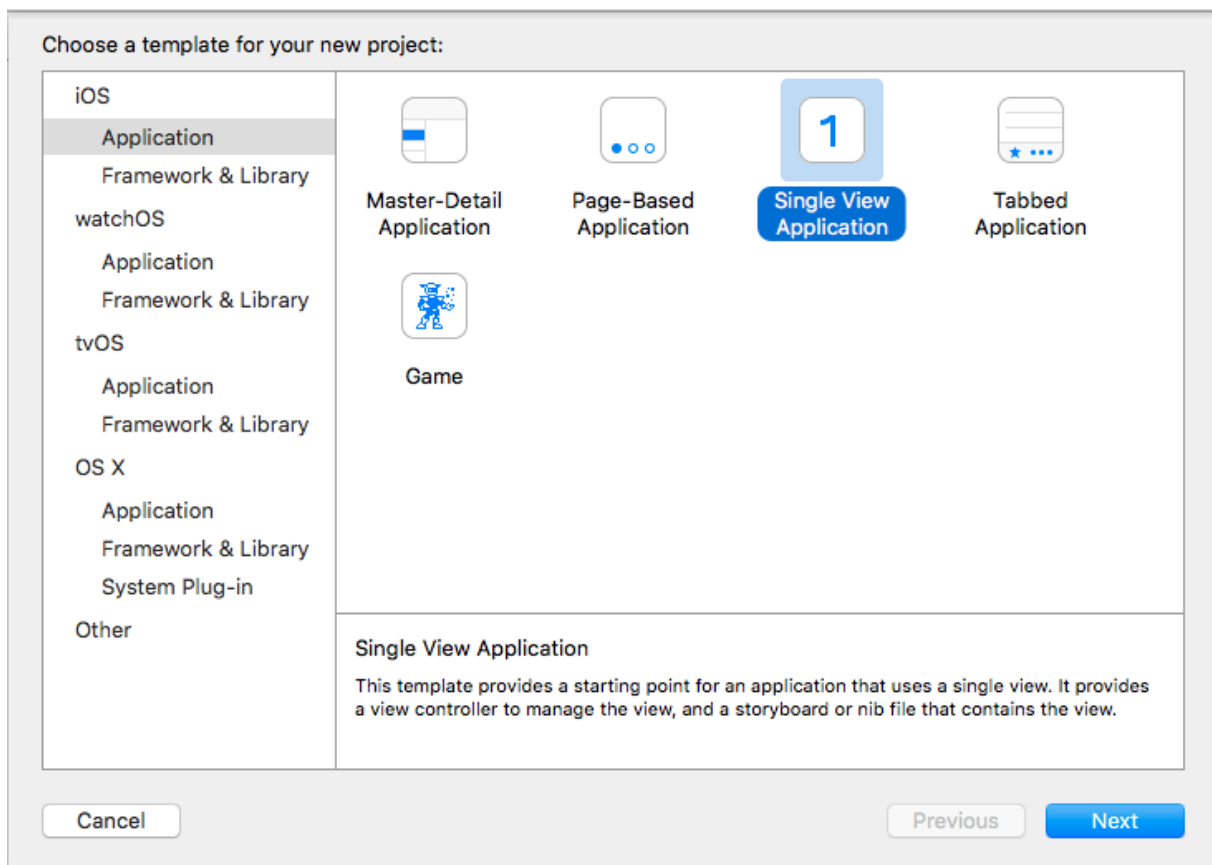 Choose a template for your new project:
iOS
Application
Framework & Library
watchOS
Application
Framework & Library
tvOS
Application
Framework & Library
OS X
Application
Framework & Library
System Plug-in
Other
Master-Detail
Application
Page-Based
Application
1
Single View
Application
Tabbed
Application
Game
Single View Application
This template provides a starting point for an application that uses a single view. It provides
a view controller to manage the view, and a storyboard or nib file that contains the view.
Cancel
Previous
Next